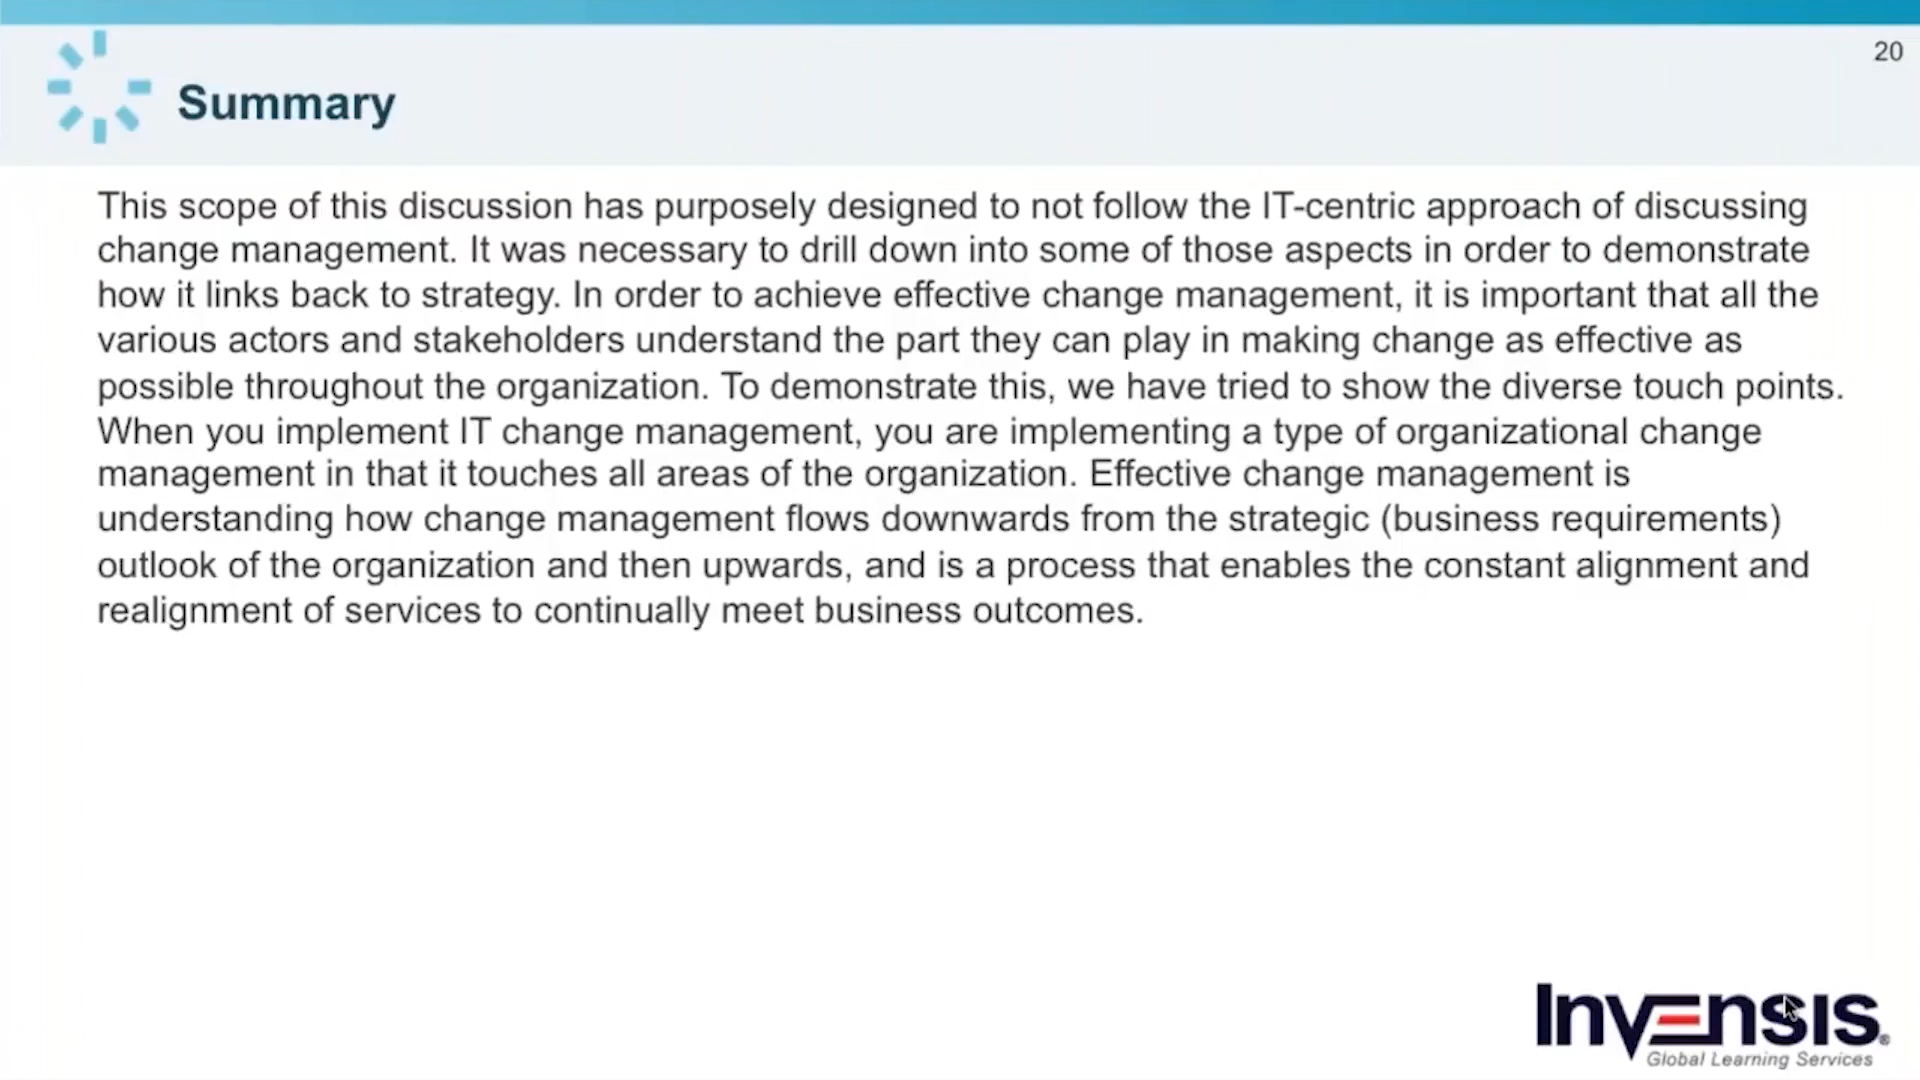 20
Summary
This scope of this discussion has purposely designed to not follow the IT-centric approach of discussing
change management. It was necessary to drill down into some of those aspects in order to demonstrate
how it links back to strategy. In order to achieve effective change management, it is important that all the
various actors and stakeholders understand the part they can play in making change as effective as
possible throughout the organization. To demonstrate this, we have tried to show the diverse touch points.
When you implement IT change management, you are implementing a type of organizational change
management in that it touches all areas of the organization. Effective change management is
understanding how change management flows downwards from the strategic (business requirements)
outlook of the organization and then upwards, and is a process that enables the constant alignment and
realignment of services to continually meet business outcomes.
Invensis®
Global Learning Services